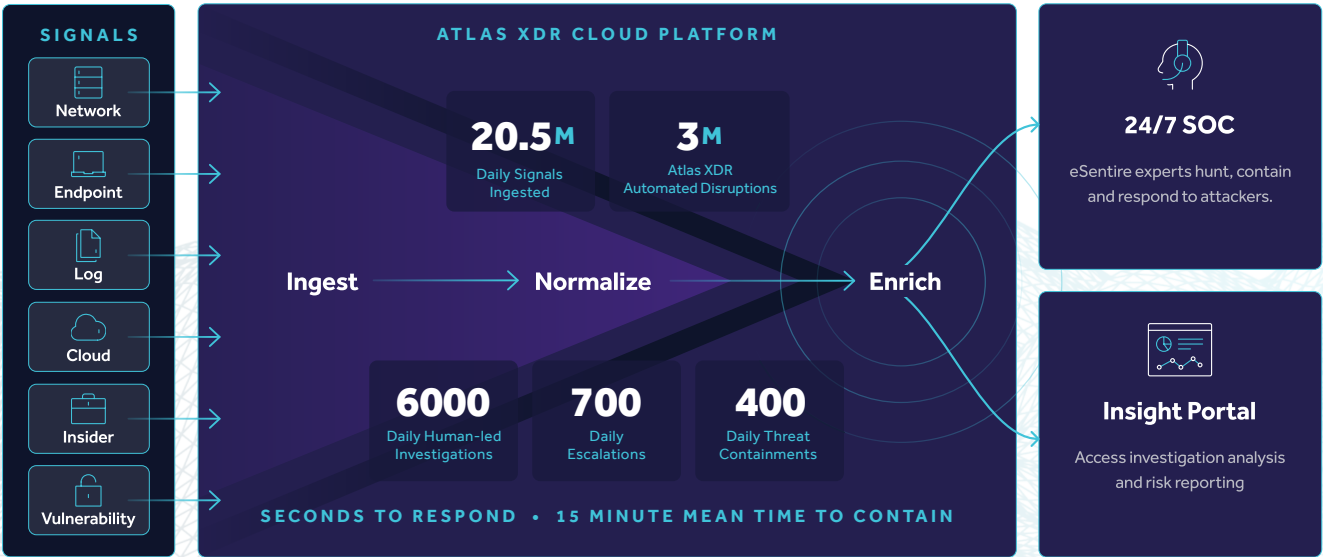 SIGNALS
Network
Endpoint
Log
Cloud
Insider
Vulnerability
ATLAS XDR CLOUD PLATFORM
20.5M
Daily Signals
Ingested
3M
Atlas XDR
Automated Disruptions
Ingest
Normalize
Enrich
6000
Daily Human-led
Investigations
700
Daily
Escalations
400
Daily Threat
Containments
SECONDS TO RESPOND • 15 MINUTE MEAN TIME TO CONTAIN
24/7 SOC
eSentire experts hunt, contain
and respond to attackers.
Insight Portal
Access investigation analysis
and risk reporting